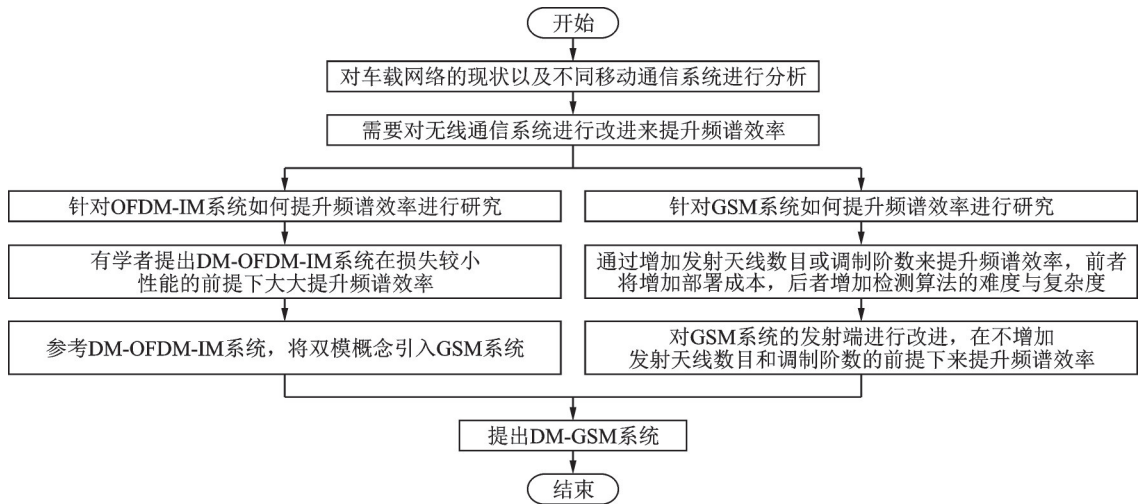 开始
对车载网络的现状以及不同移动通信系统进行分析
需要对无线通信系统进行改进来提升频谱效率
针对OFDM-IM系统如何提升频谱效率进行研究
针对GSM系统如何提升频谱效率进行研究
有学者提出DM-OFDM-IM系统在损失较小
性能的前提下大大提升频谱效率
通过增加发射天线数目或调制阶数来提升频谱效率，前者
将增加部署成本，后者增加检测算法的难度与复杂度
参考DM-OFDM-IM系统，将双模概念引入GSM系统
对GSM系统的发射端进行改进，在不增加
发射天线数目和调制阶数的前提下来提升频谱效率
提出DM-GSM系统
结束